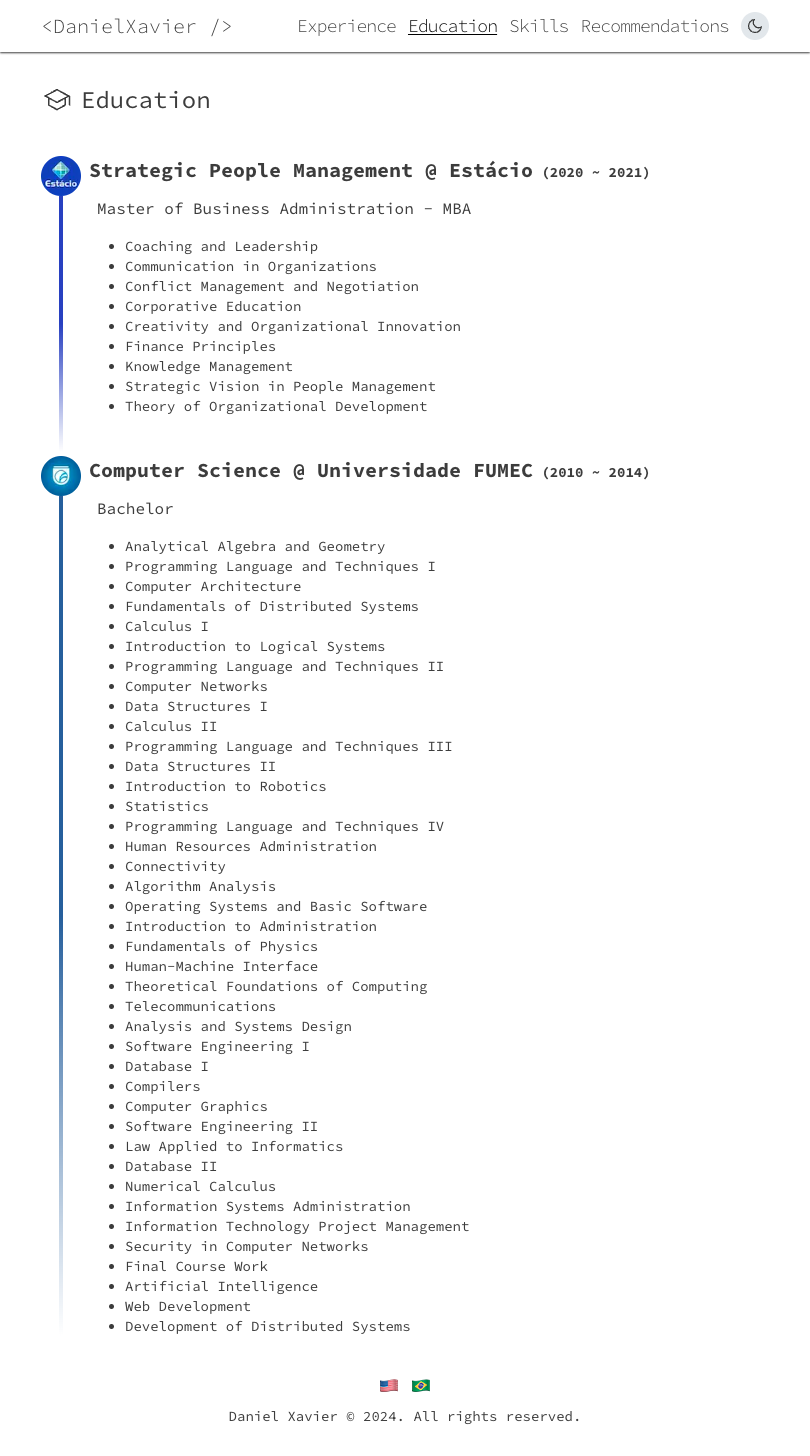 <DanielXavier />
Experience Education Skills Recommendations
Education
Estácio
Strategic People Management @ Estácio (2020 ~ 2021)
Master of Business Administration - MBA
• Coaching and Leadership
• Communication in Organizations
• Conflict Management and Negotiation
• Corporative Education
• Creativity and Organizational Innovation
• Finance Principles
• Knowledge Management
• Strategic Vision in People Management
• Theory of Organizational Development
Computer Science @ Universidade FUMEC (2010 ~ 2014)
Bachelor
• Analytical Algebra and Geometry
• Programming Language and Techniques I
• Computer Architecture
• Fundamentals of Distributed Systems
• Calculus I
• Introduction to Logical Systems
• Programming Language and Techniques II
• Computer Networks
• Data Structures I
• Calculus II
• Programming Language and Techniques III
• Data Structures II
• Introduction to Robotics
• Statistics
• Programming Language and Techniques IV
• Human Resources Administration
• Connectivity
• Algorithm Analysis
• Operating Systems and Basic Software
• Introduction to Administration
• Fundamentals of Physics
• Human-Machine Interface
• Theoretical Foundations of Computing
• Telecommunications
• Analysis and Systems Design
• Software Engineering I
• Database I
• Compilers
• Computer Graphics
• Software Engineering II
• Law Applied to Informatics
• Database II
• Numerical Calculus
• Information Systems Administration
• Information Technology Project Management
• Security in Computer Networks
• Final Course Work
• Artificial Intelligence
• Web Development
• Development of Distributed Systems
Daniel Xavier © 2024. All rights reserved.